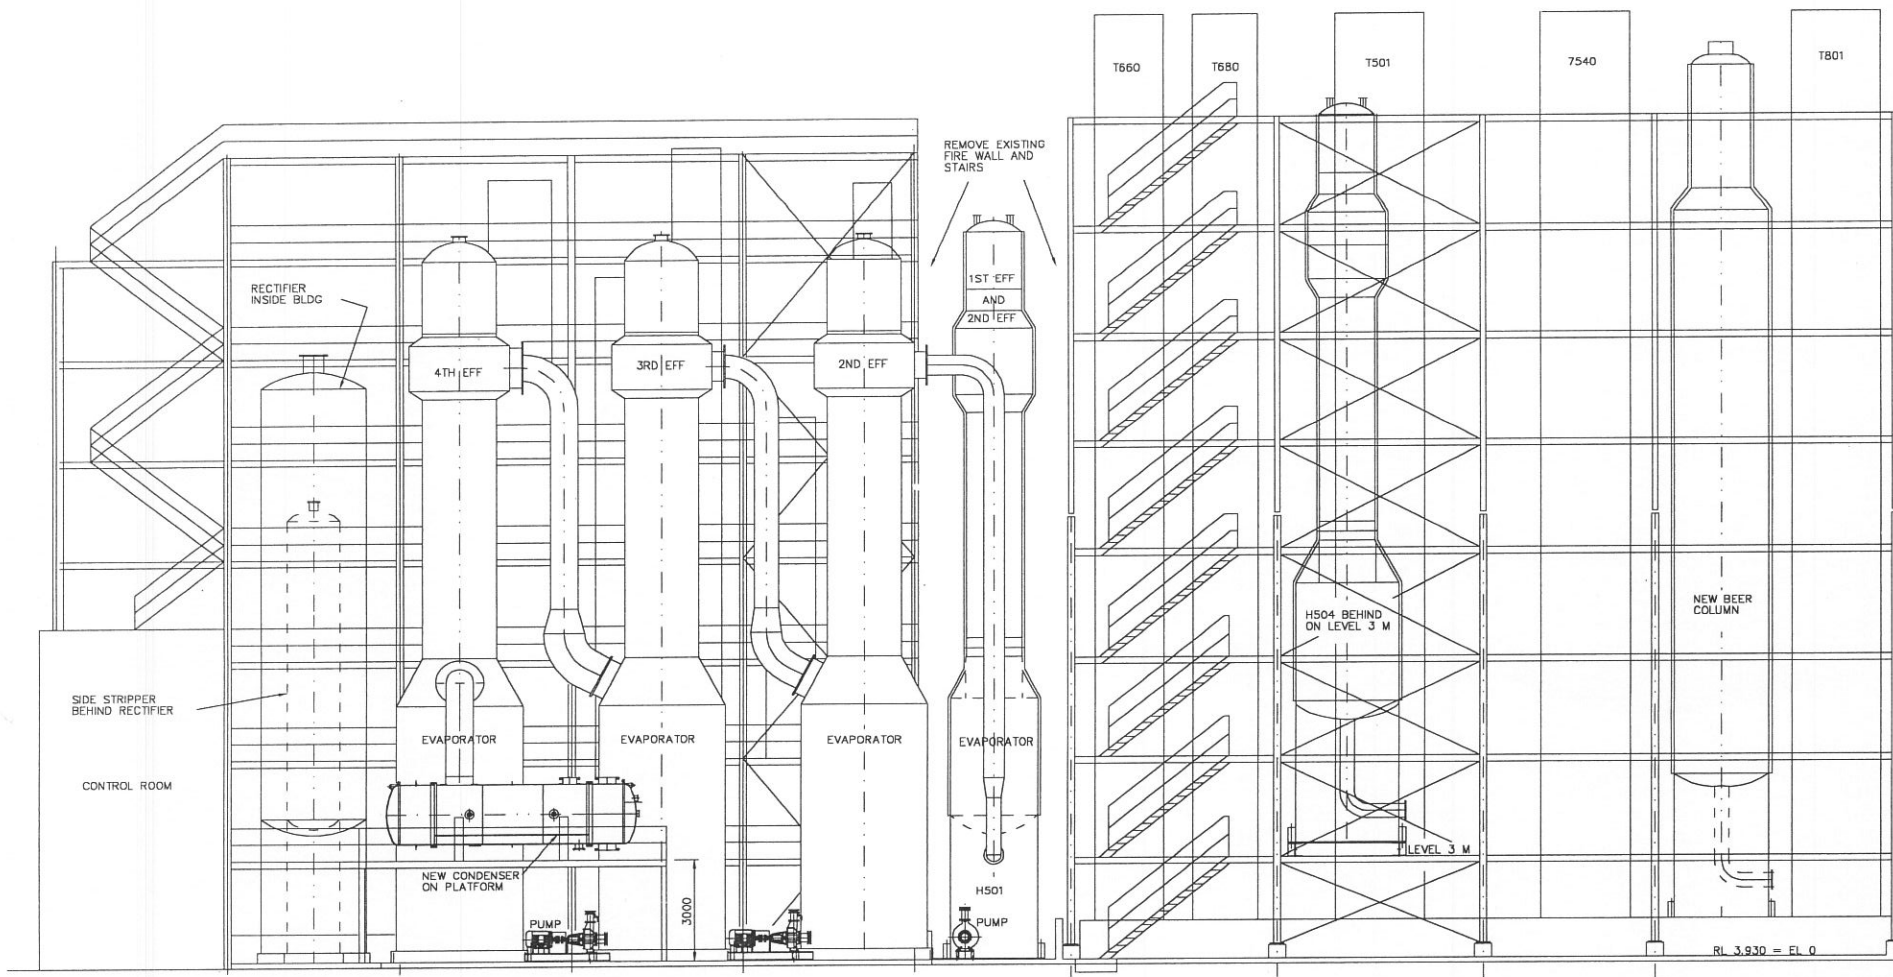 T660
T680
T501
7540
T801
REMOVE EXISTING
FIRE WALL AND
STAIRS
RECTIFIER
INSIDE BLDG
1ST EFF
AND
2ND EFF
4TH EFF
3RD EFF
2ND EFF
H504 BEHIND
ON LEVEL 3 M
NEW BEER
COLUMN
SIDE STRIPPER
BEHIND RECTIFIER
EVAPORATOR
EVAPORATOR
EVAPORATOR
EVAPORATOR
CONTROL ROOM
LEVEL 3 M
NEW CONDENSER
ON PLATFORM
H501
3000
PUMP
PUMP
RL 3.930 = EL 0